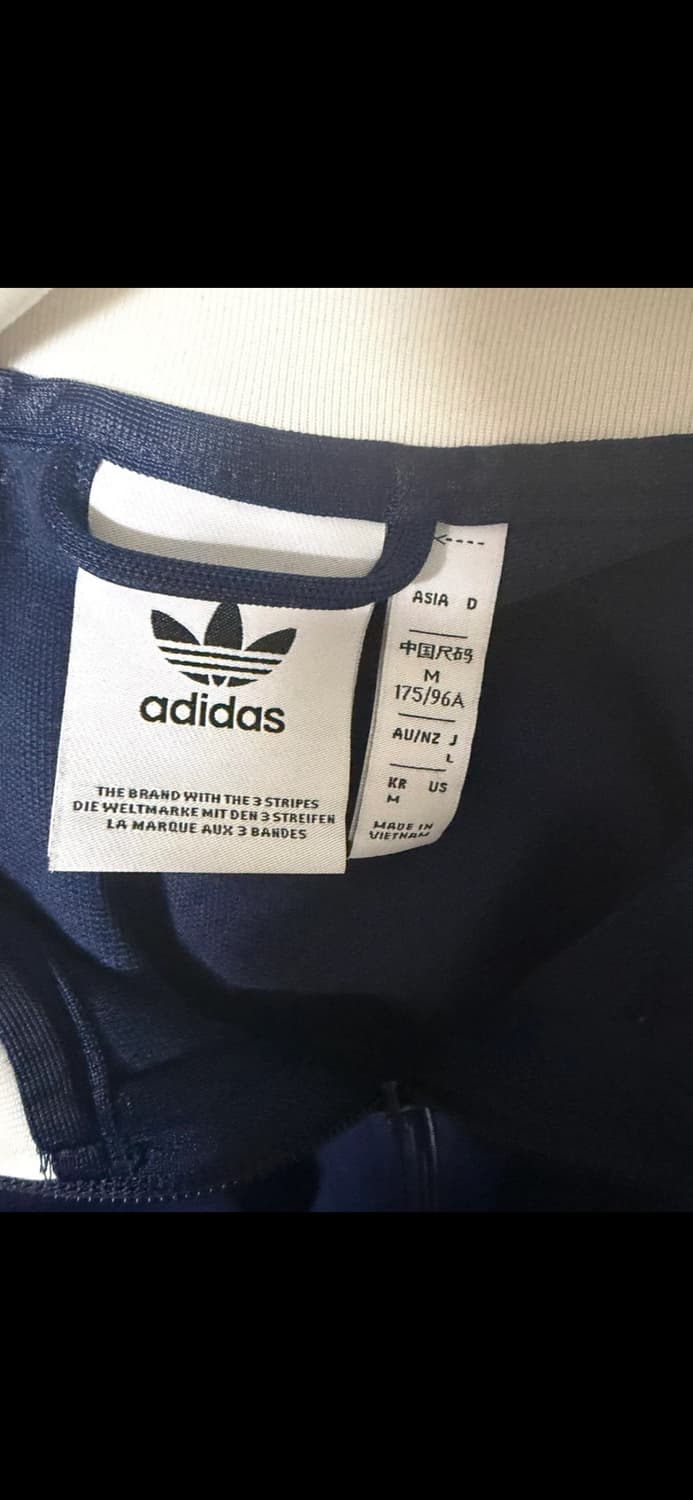 adidas
THE BRAND WITH THE 3 STRIPES
DIE WELTMARKE MIT DEN 3 STREIFEN
LA MARQUE AUX 3 BANDES
ASIA D
中国尺码
M
175/96A
AU/NZ J
L
KR US
M
MADE IN
VIETNAM